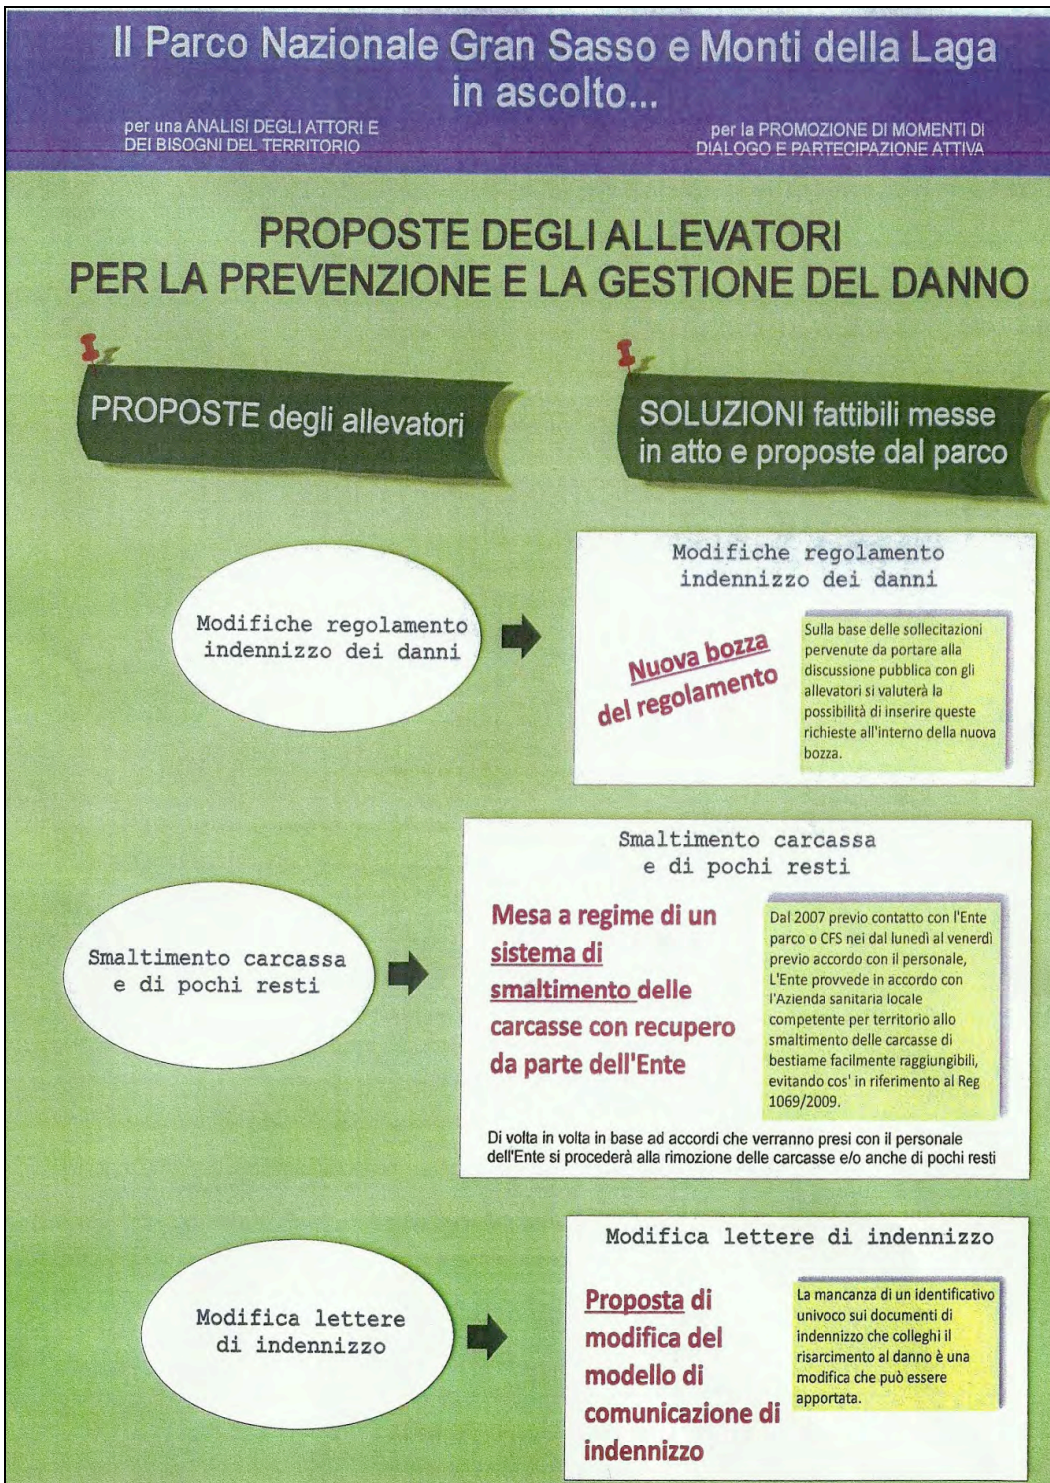 Il Parco Nazionale Gran Sasso e Monti della Laga
in ascolto...
per una ANALISI DEGLI ATTORI E
DEI BISOGNI DEL TERRITORIO
per la PROMOZIONE DI MOMENTI DI
DIALOGO E PARTECIPAZIONE ATTIVA
PROPOSTE DEGLI ALLEVATORI
PER LA PREVENZIONE E LA GESTIONE DEL DANNO
PROPOSTE degli allevatori
SOLUZIONI fattibili messe
in atto e proposte dal parco
Modifiche regolamento
indennizzo dei danni
Modifiche regolamento
indennizzo dei danni
Nuova bozza
del regolamento
Sulla base delle sollecitazioni
pervenute da portare alla
discussione pubblica con gli
allevatori si valuterà la
possibilità di inserire queste
richieste all'interno della nuova
bozza.
Smaltimento carcassa
e di pochi resti
Smaltimento carcassa
e di pochi resti
Mesa a regime di un
sistema di
smaltimento delle
carcasse con recupero
da parte dell'Ente
Dal 2007 previo contatto con l'Ente
parco o CFS nei dal lunedì al venerdì
previo accordo con il personale,
L'Ente provvede in accordo con
l'Azienda sanitaria locale
competente per territorio allo
smaltimento delle carcasse di
bestiame facilmente raggiungibili,
evitando cos' in riferimento al Reg
1069/2009.
Di volta in volta in base ad accordi che verranno presi con il personale
dell'Ente si procederà alla rimozione delle carcasse e/o anche di pochi resti
Modifica lettere
di indennizzo
Modifica lettere di indennizzo
Proposta di
modifica del
modello di
comunicazione di
indennizzo
La mancanza di un identificativo
univoco sui documenti di
indennizzo che colleghi il
risarcimento al danno è una
modifica che può essere
apportata.